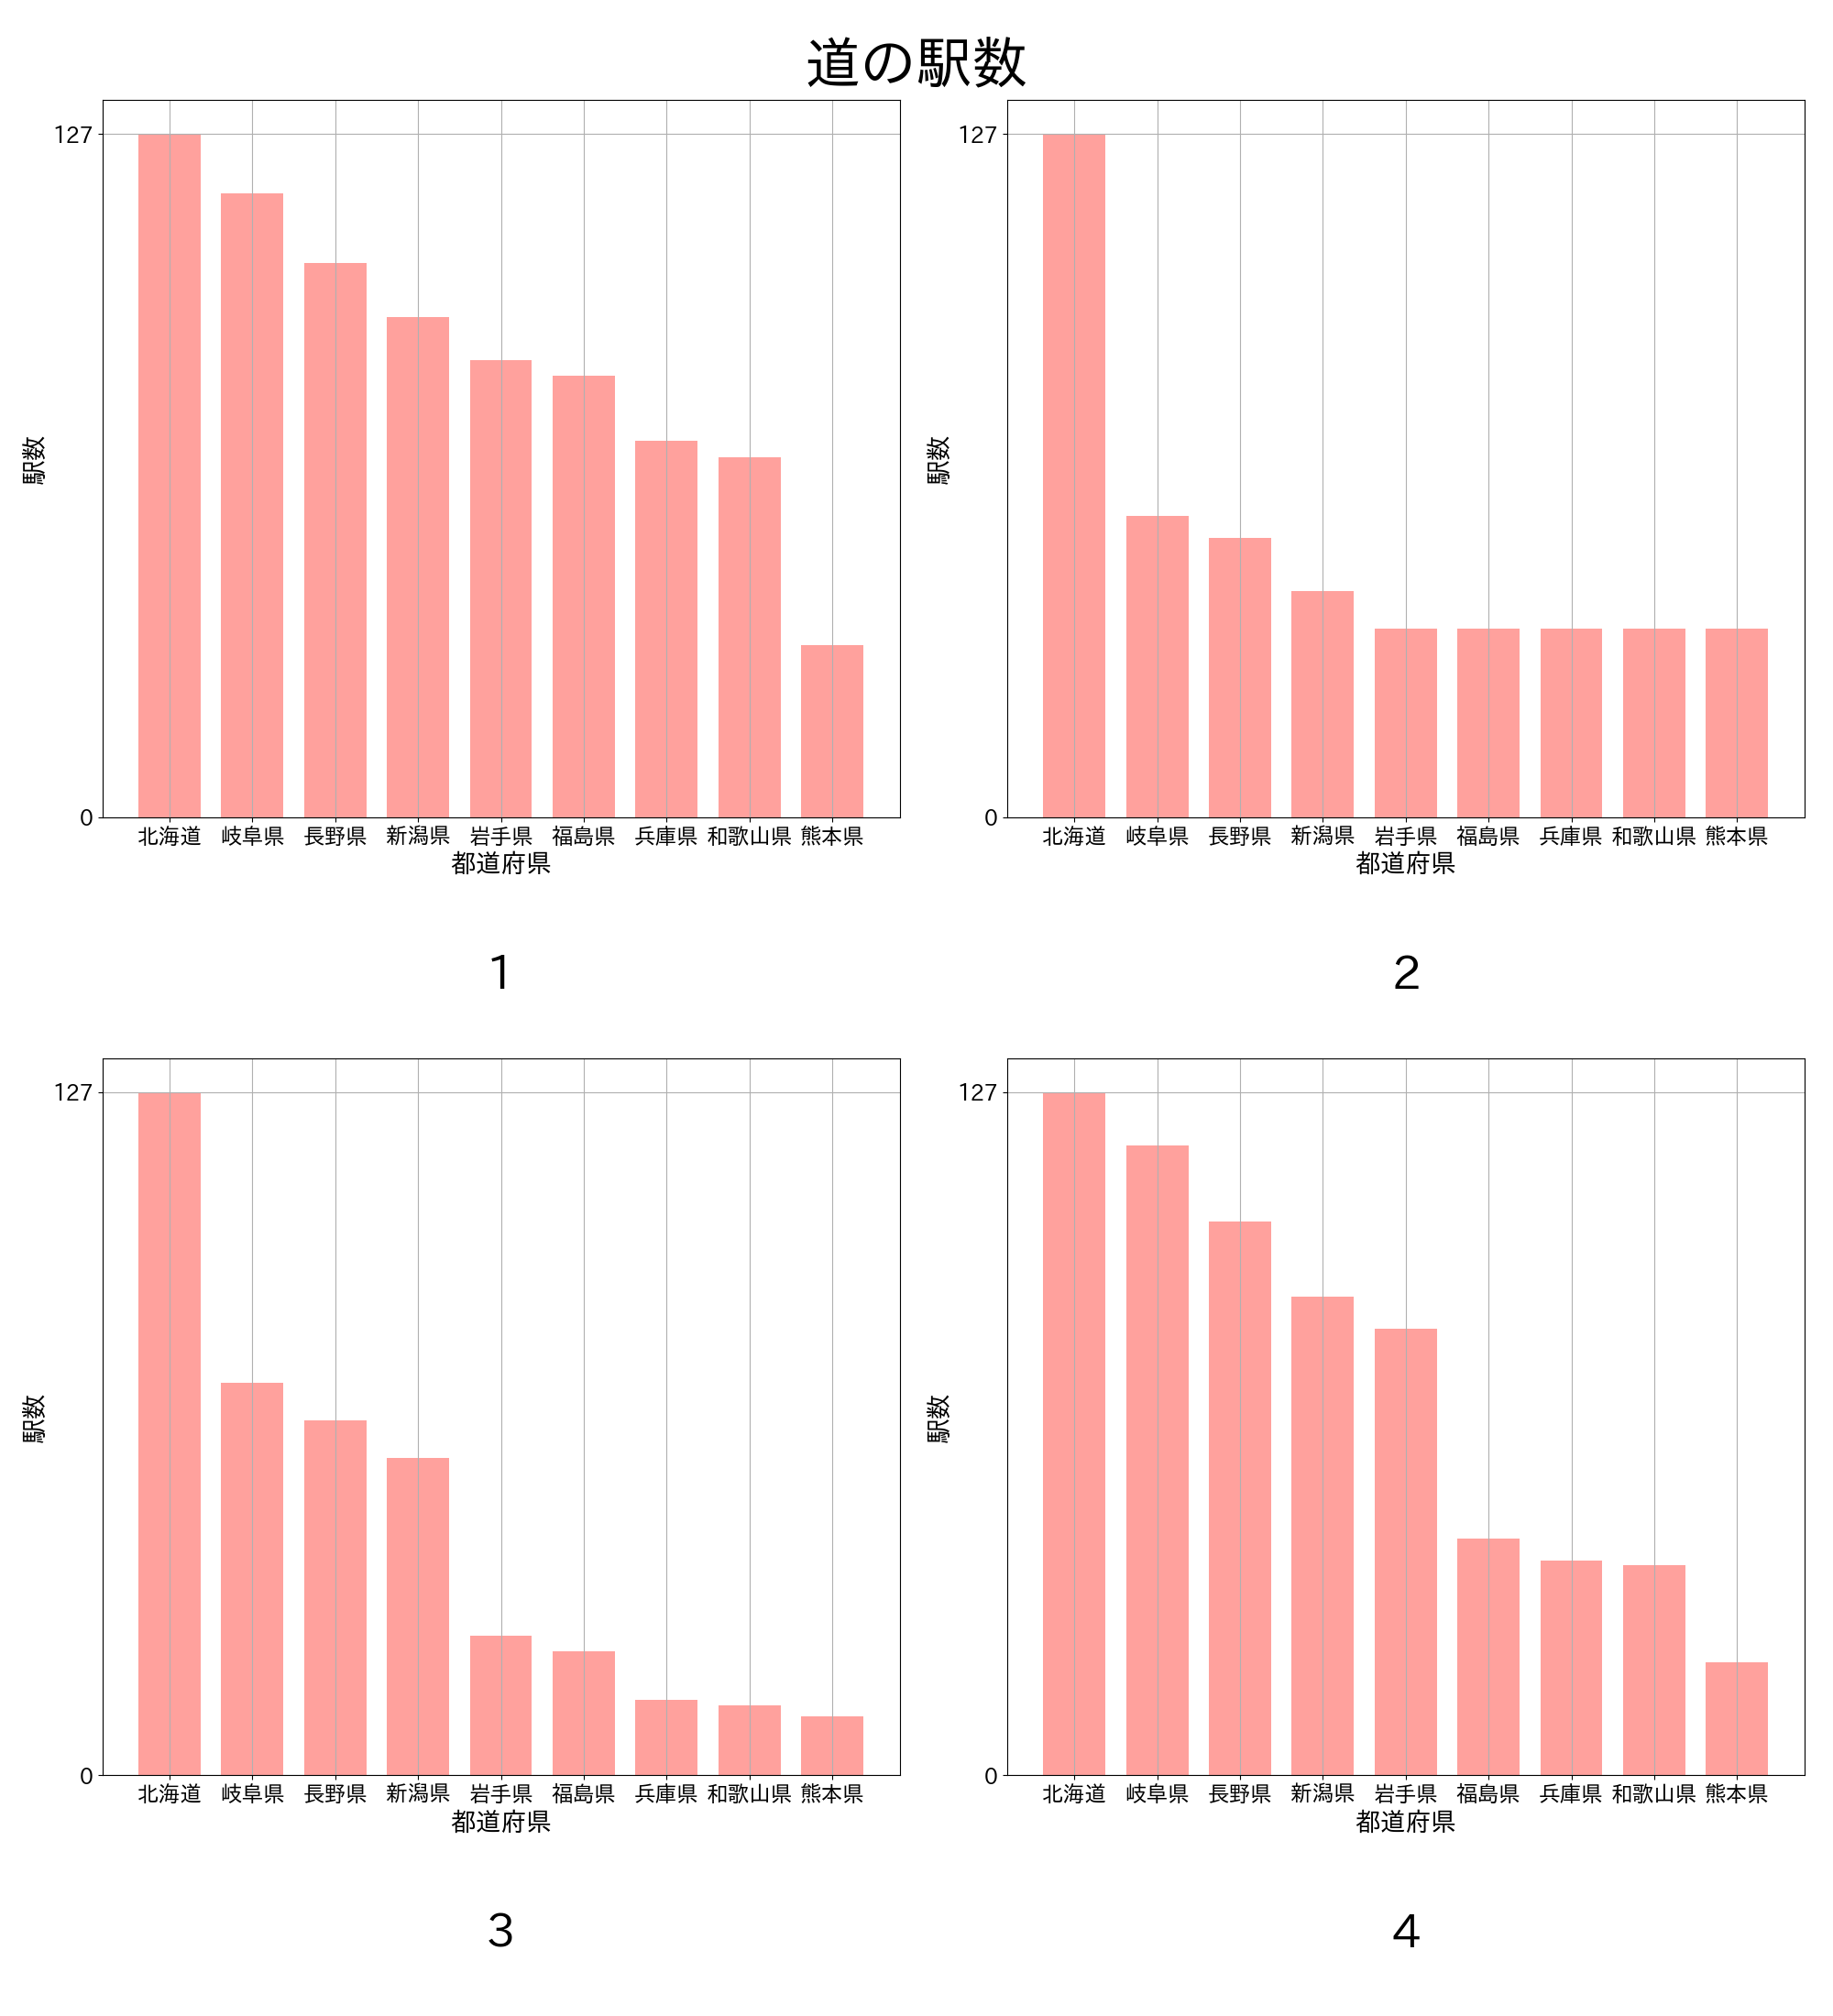 道の駅数
127
0
駅数
北海道 岐阜県 長野県 新潟県 岩手県 福島県 兵庫県 和歌山県 熊本県
都道府県
1
127
0
駅数
北海道 岐阜県 長野県 新潟県 岩手県 福島県 兵庫県 和歌山県 熊本県
都道府県
2
127
0
駅数
北海道 岐阜県 長野県 新潟県 岩手県 福島県 兵庫県 和歌山県 熊本県
都道府県
3
127
0
駅数
北海道 岐阜県 長野県 新潟県 岩手県 福島県 兵庫県 和歌山県 熊本県
都道府県
4